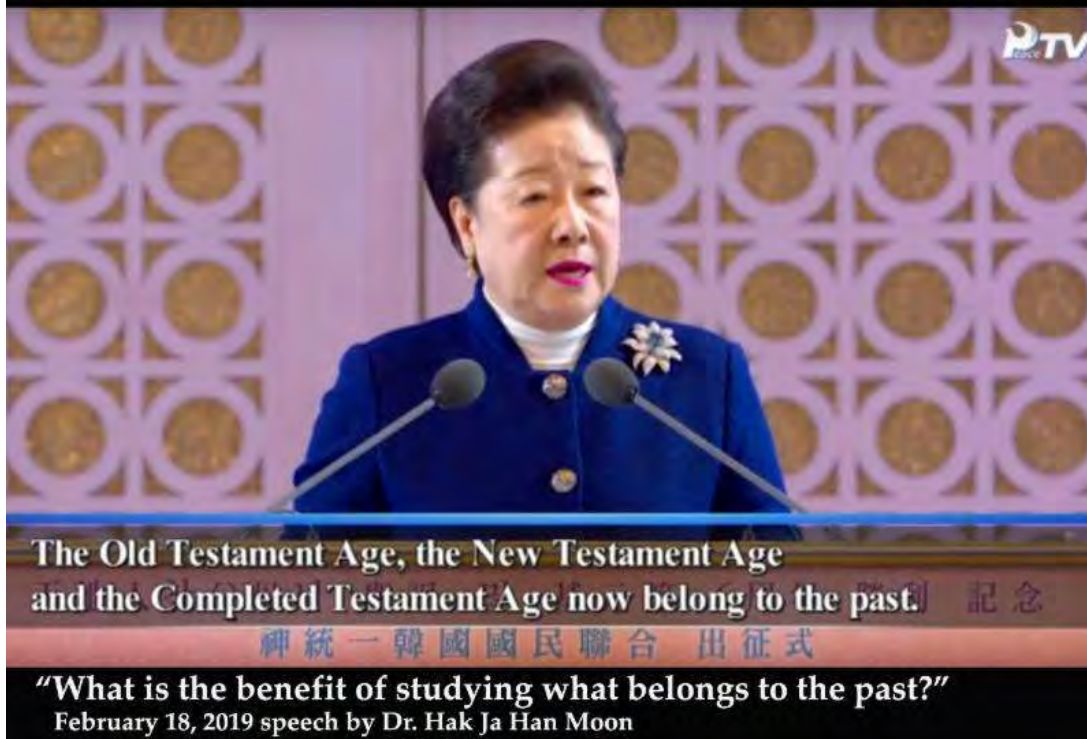 Peace TV
The Old Testament Age, the New Testament Age
and the Completed Testament Age now belong to the past.
記念
神統一韓國國民聯合 出征式
“What is the benefit of studying what belongs to the past?”
February 18, 2019 speech by Dr. Hak Ja Han Moon